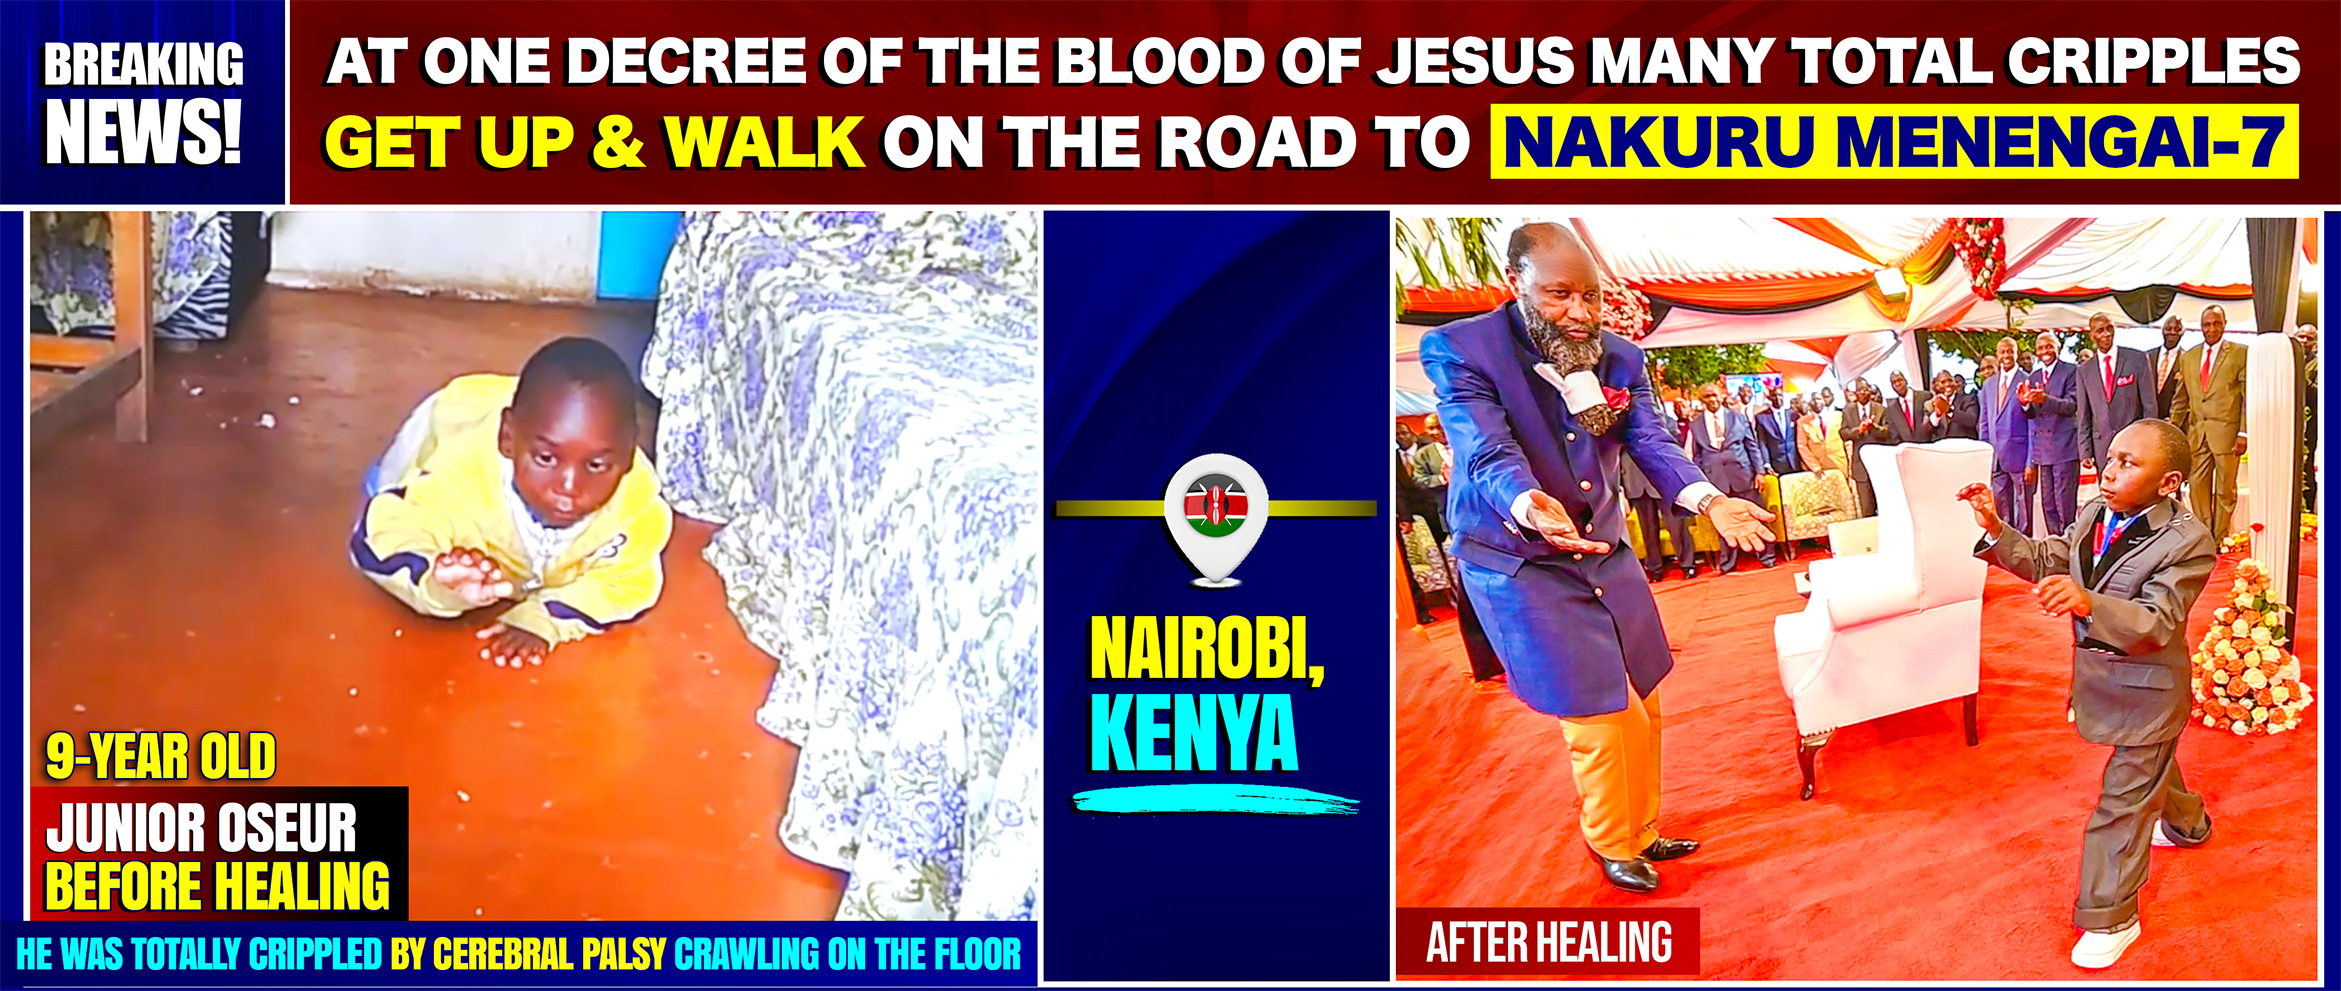 BREAKING
NEWS!
AT ONE DECREE OF THE BLOOD OF JESUS MANY TOTAL CRIPPLES
GET UP & WALK ON THE ROAD TO NAKURU MENENGAI-7
9-YEAR OLD
JUNIOR OSEUR
BEFORE HEALING
HE WAS TOTALLY CRIPPLED BY CEREBRAL PALSY CRAWLING ON THE FLOOR
NAIROBI,
KENYA
AFTER HEALING